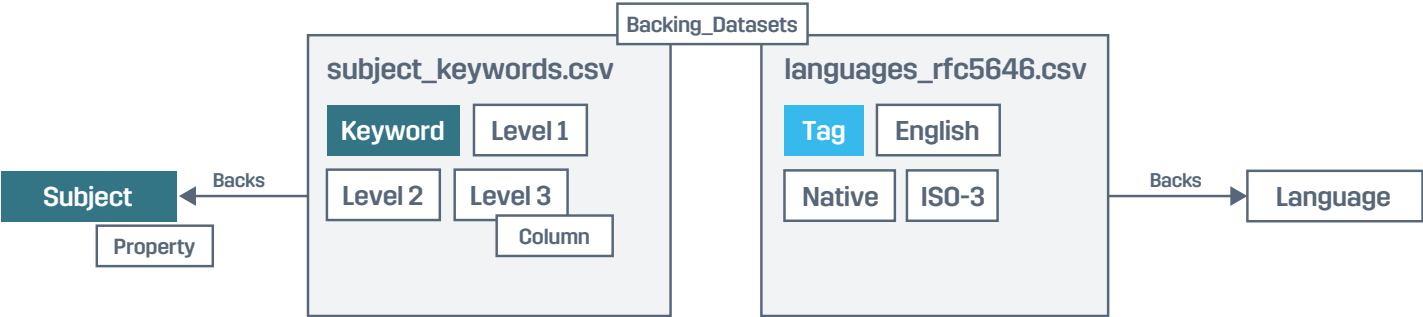 Backing_Datasets
subject_keywords.csv
Keyword
Level 1
Level 2
Level 3
Column
Backs
Subject
Property
languages_rfc5646.csv
Tag
English
Native
ISO-3
Backs
Language